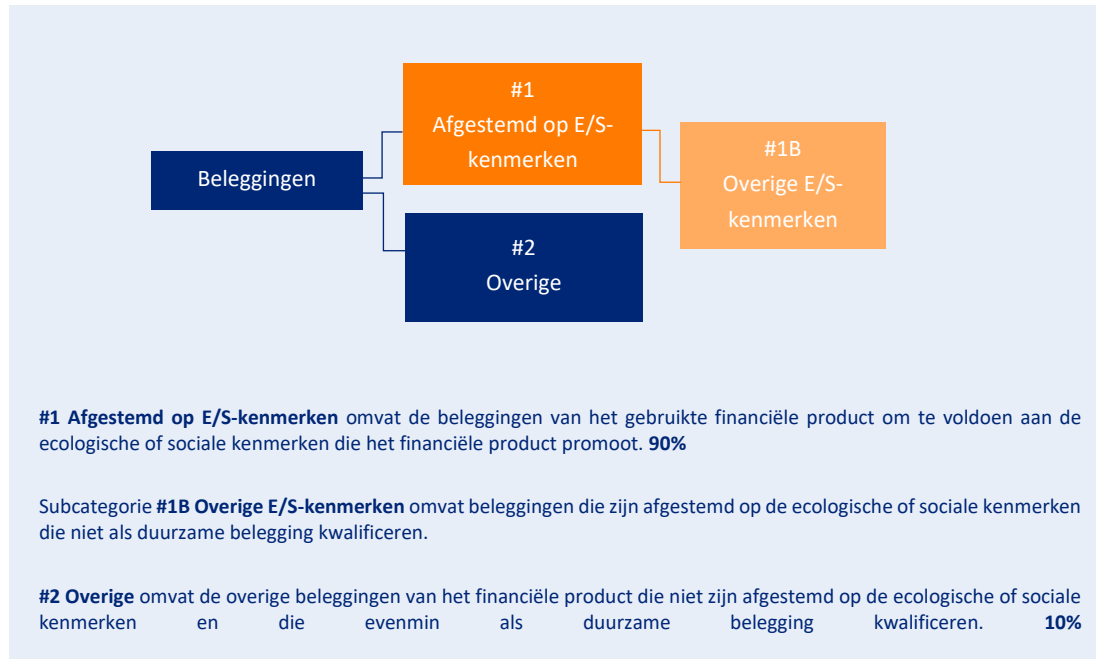 #1
Afgestemd op E/S-
kenmerken
Beleggingen
#1B
Overige E/S-
kenmerken
#2
Overige
#1 Afgestemd op E/S-kenmerken omvat de beleggingen van het gebruikte financiële product om te voldoen aan de
ecologische of sociale kenmerken die het financiële product promoot. 90%
Subcategorie #1B Overige E/S-kenmerken omvat beleggingen die zijn afgestemd op de ecologische of sociale kenmerken
die niet als duurzame belegging kwalificeren.
#2 Overige omvat de overige beleggingen van het financiële product die niet zijn afgestemd op de ecologische of sociale
kenmerken en die evenmin als duurzame belegging kwalificeren. 10%